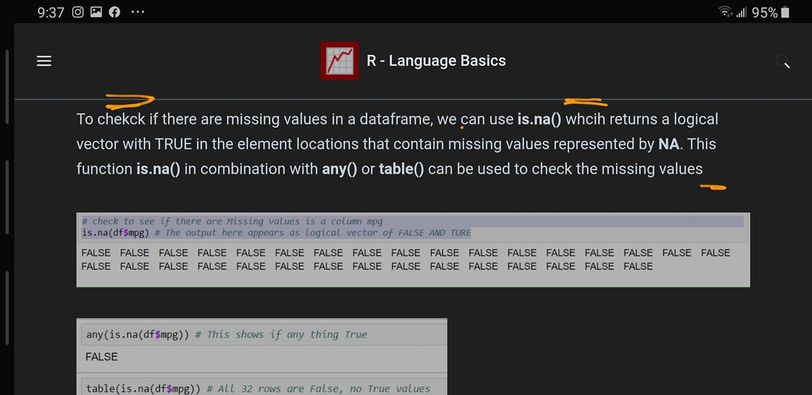 9:37
95%
R - Language Basics
To chekck if there are missing values in a dataframe, we can use is.na() whcih returns a logical
vector with TRUE in the element locations that contain missing values represented by NA. This
function is.na() in combination with any() or table() can be used to check the missing values
# check to see if there are Missing values is a column mpg
is.na(df$mpg) # The output here appears as logical vector of FALSE AND TURE
FALSE FALSE FALSE FALSE FALSE FALSE FALSE FALSE FALSE FALSE FALSE FALSE FALSE FALSE FALSE FALSE FALSE
FALSE FALSE FALSE FALSE FALSE FALSE FALSE FALSE FALSE FALSE FALSE FALSE FALSE FALSE FALSE
any(is.na(df$mpg)) # This shows if any thing True
FALSE
table(is.na(df$mpg)) # All 32 rows are False, no True values